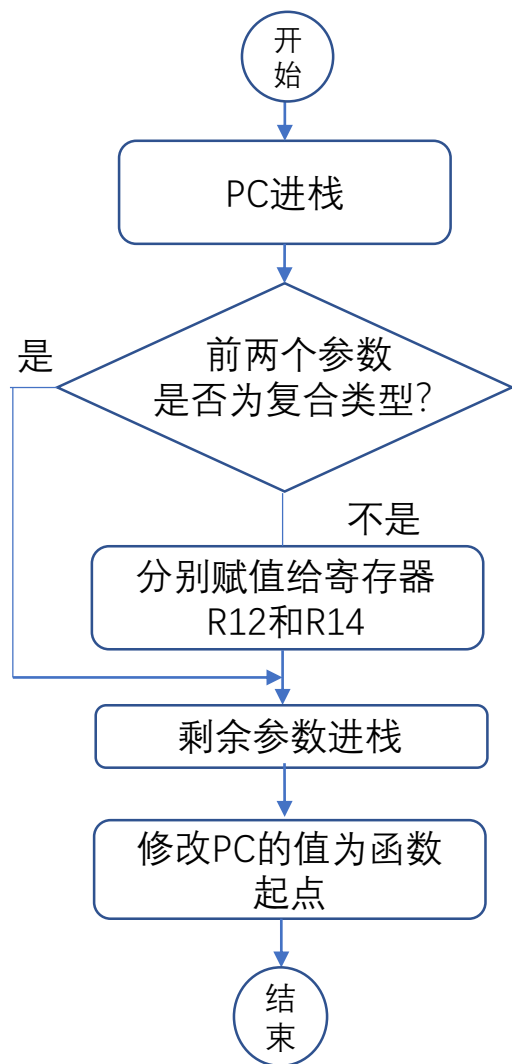 开
始
PC进栈
是
前两个参数
是否为复合类型?
不是
分别赋值给寄存器
R12和R14
剩余参数进栈
修改PC的值为函数
起点
结
束